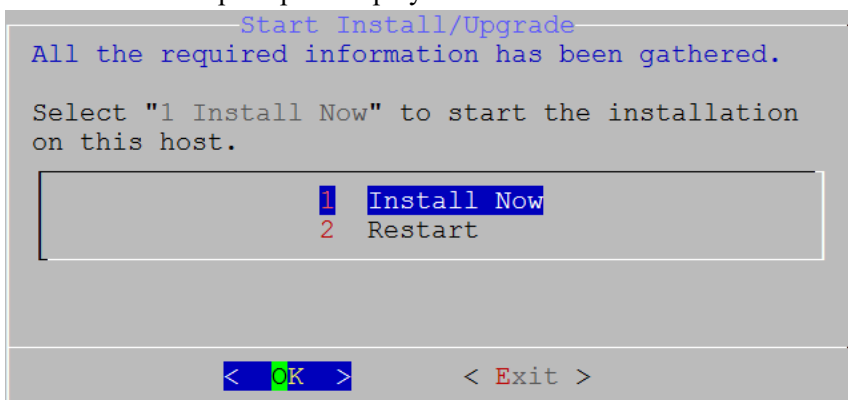 Start Install/Upgrade
All the required information has been gathered.
Select "1 Install Now" to start the installation
on this host.
1 Install Now
2 Restart
< OK > < Exit >